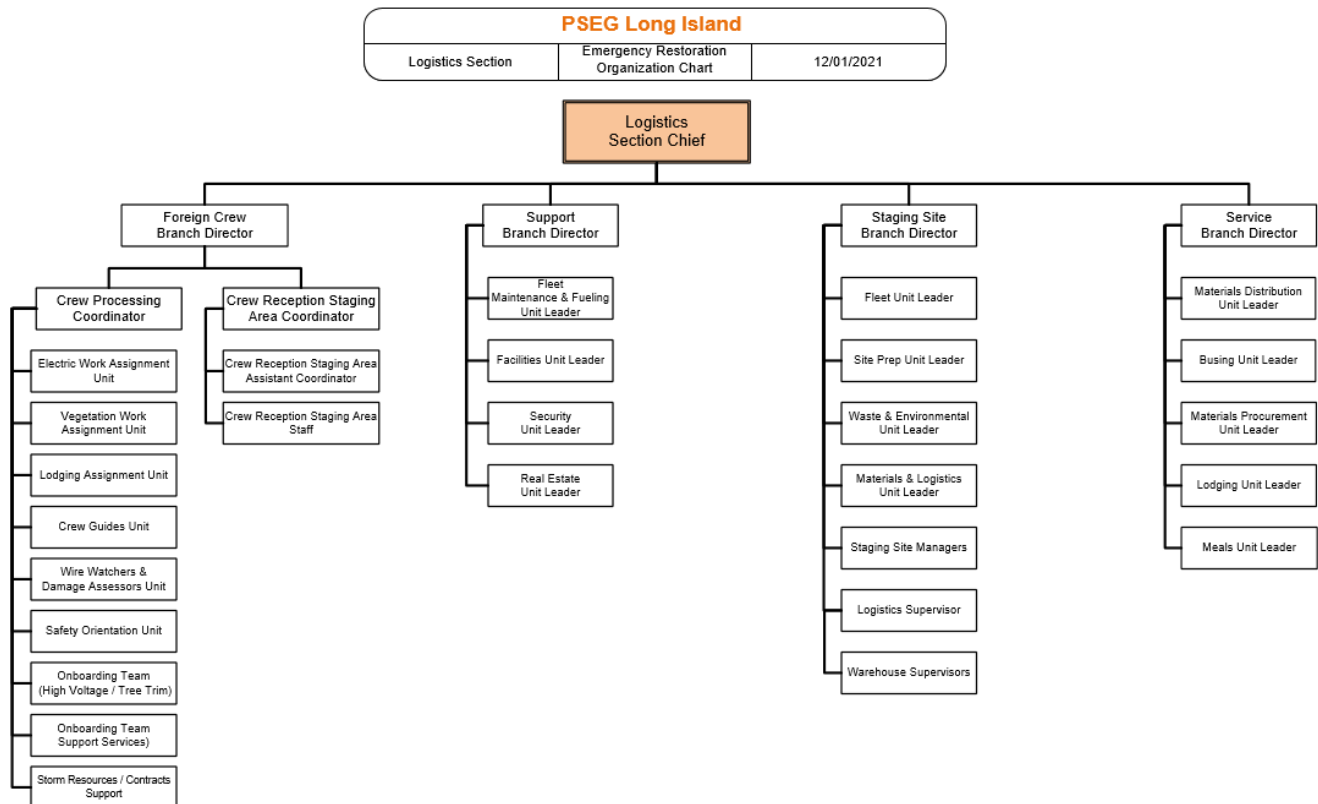 PSEG Long Island
Logistics Section
Emergency Restoration
Organization Chart
12/01/2021
Logistics
Section Chief
Foreign Crew
Branch Director
Support
Branch Director
Staging Site
Branch Director
Service
Branch Director
Crew Processing
Coordinator
Crew Reception Staging
Area Coordinator
Electric Work Assignment
Unit
Vegetation Work
Assignment Unit
Lodging Assignment Unit
Crew Guides Unit
Wire Watchers &
Damage Assessors Unit
Safety Orientation Unit
Onboarding Team
(High Voltage / Tree Trim)
Onboarding Team
Support Services)
Storm Resources / Contracts
Support
Crew Reception Staging Area
Assistant Coordinator
Crew Reception Staging Area
Staff
Fleet
Maintenance & Fueling
Unit Leader
Facilities Unit Leader
Security
Unit Leader
Real Estate
Unit Leader
Fleet Unit Leader
Site Prep Unit Leader
Waste & Environmental
Unit Leader
Materials & Logistics
Unit Leader
Staging Site Managers
Logistics Supervisor
Warehouse Supervisors
Materials Distribution
Unit Leader
Busing Unit Leader
Materials Procurement
Unit Leader
Lodging Unit Leader
Meals Unit Leader